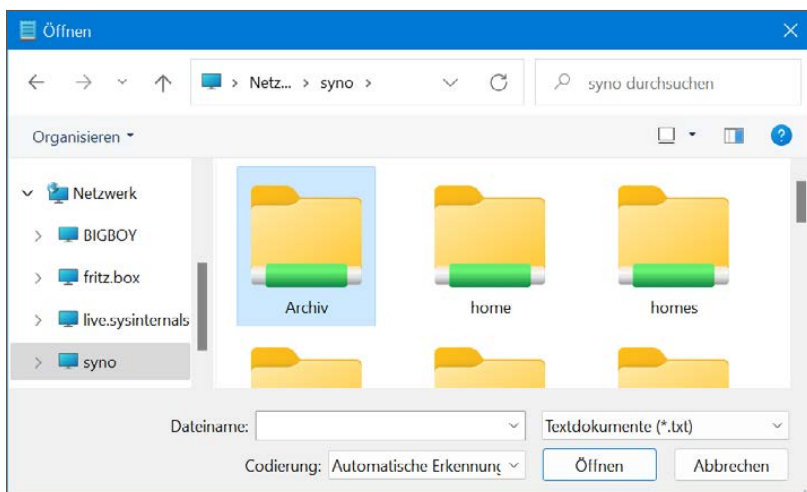 Öffnen
Netz... > syno >
syno durchsuchen
Organisieren
Netzwerk
BIGBOY
fritz.box
live.sysinternals
syno
Archiv
home
homes
Dateiname:
Textdokumente (*.txt)
Codierung:
Automatische Erkennung
Öffnen
Abbrechen